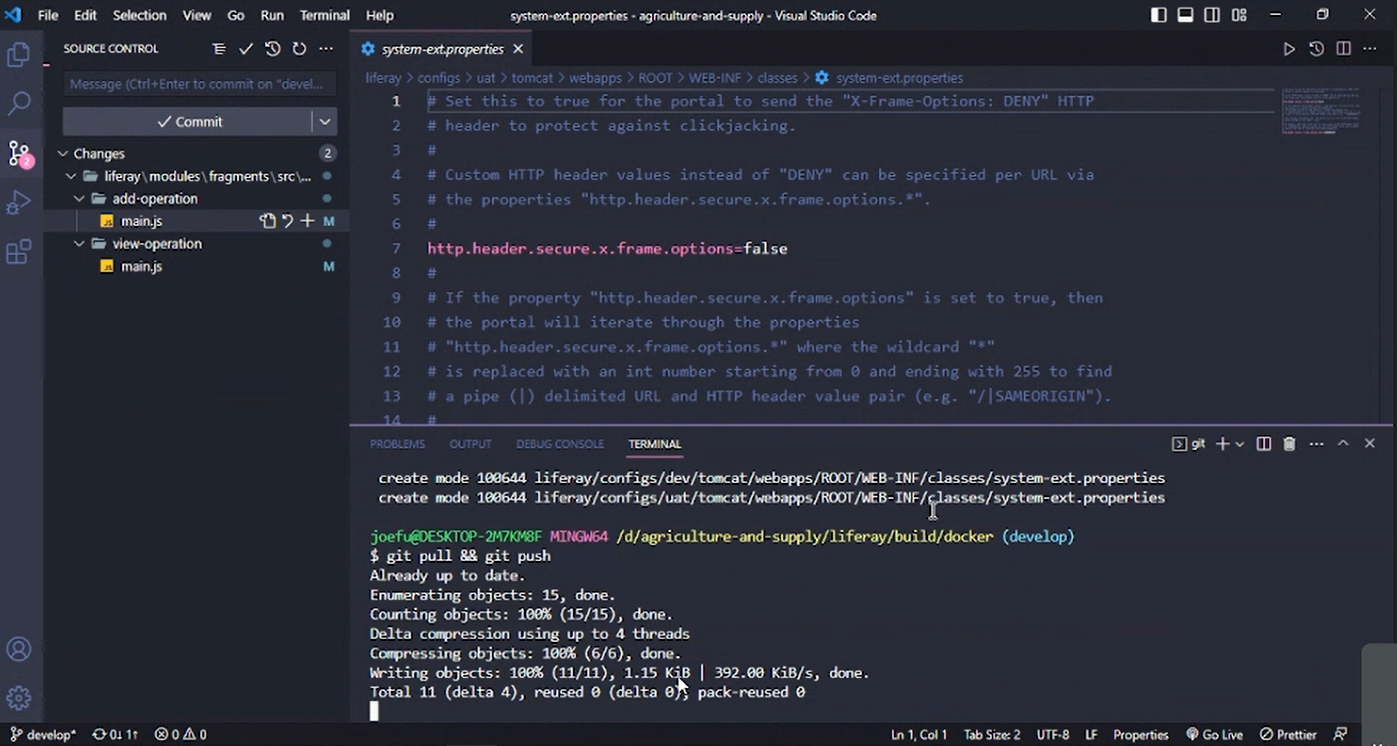 File Edit Selection View Go Run Terminal Help
system-ext.properties - agriculture-and-supply - Visual Studio Code
SOURCE CONTROL
Message (Ctrl+Enter to commit on "devel...
Commit
Changes 2
liferay\modules\fragments\src\...
add-operation
main.js M
view-operation
main.js M
2
system-ext.properties
liferay > configs > uat > tomcat > webapps > ROOT > WEB-INF > classes > system-ext.properties
1 # Set this to true for the portal to send the "X-Frame-Options: DENY" HTTP
2 # header to protect against clickjacking.
3 #
4 # Custom HTTP header values instead of "DENY" can be specified per URL via
5 # the properties "http.header.secure.x.frame.options.*".
6 #
7 http.header.secure.x.frame.options=false
8 #
9 # If the property "http.header.secure.x.frame.options" is set to true, then
10 # the portal will iterate through the properties
11 # "http.header.secure.x.frame.options.*" where the wildcard "*"
12 # is replaced with an int number starting from 0 and ending with 255 to find
13 # a pipe (|) delimited URL and HTTP header value pair (e.g. "/|SAMEORIGIN").
14 #
PROBLEMS OUTPUT DEBUG CONSOLE TERMINAL git
create mode 100644 liferay/configs/dev/tomcat/webapps/ROOT/WEB-INF/classes/system-ext.properties
create mode 100644 liferay/configs/uat/tomcat/webapps/ROOT/WEB-INF/classes/system-ext.properties
joefu@DESKTOP-2M7KM8F MINGW64 /d/agriculture-and-supply/liferay/build/docker (develop)
$ git pull && git push
Already up to date.
Enumerating objects: 15, done.
Counting objects: 100% (15/15), done.
Delta compression using up to 4 threads
Compressing objects: 100% (6/6), done.
Writing objects: 100% (11/11), 1.15 KiB | 392.00 KiB/s, done.
Total 11 (delta 4), reused 0 (delta 0), pack-reused 0
develop* 0↓ 1↑ 0 0 Ln 1, Col 1 Tab Size: 2 UTF-8 LF Properties Go Live Prettier